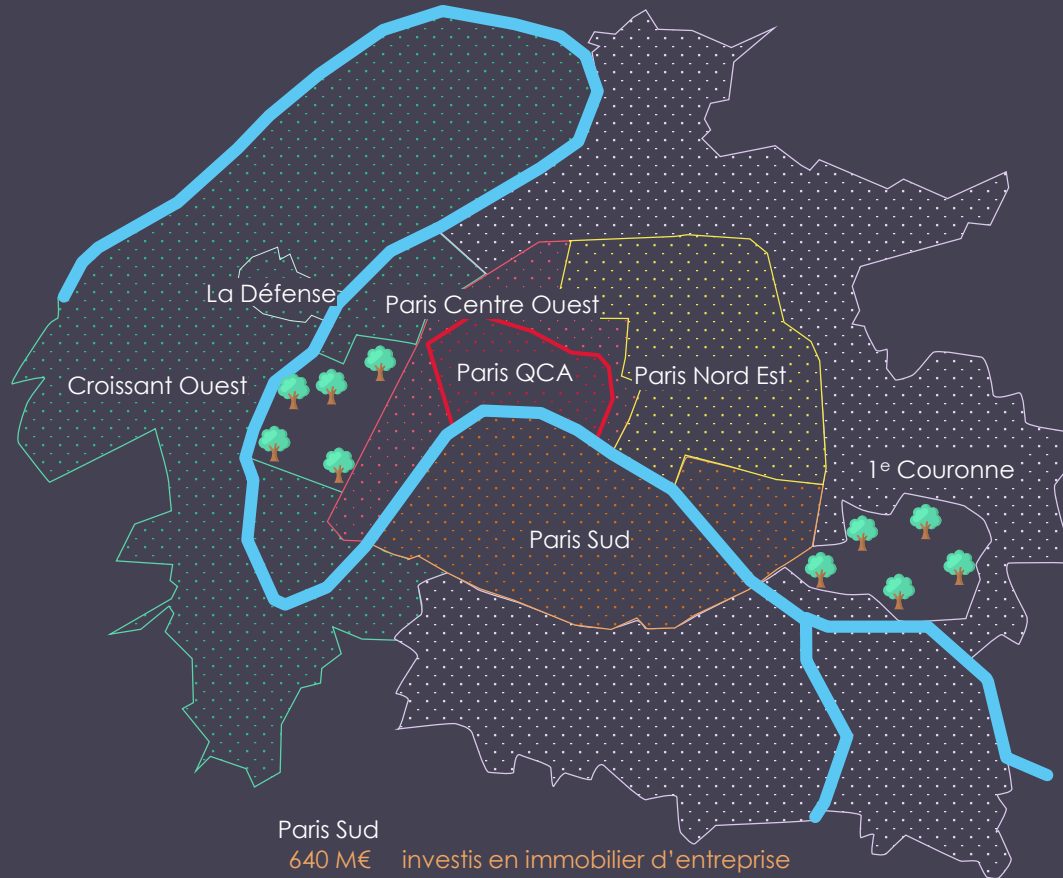 La Défense
Paris Centre Ouest
Croissant Ouest
Paris QCA
Paris Nord Est
1e Couronne
Paris Sud
Paris Sud
640 M€ investis en immobilier d’entreprise